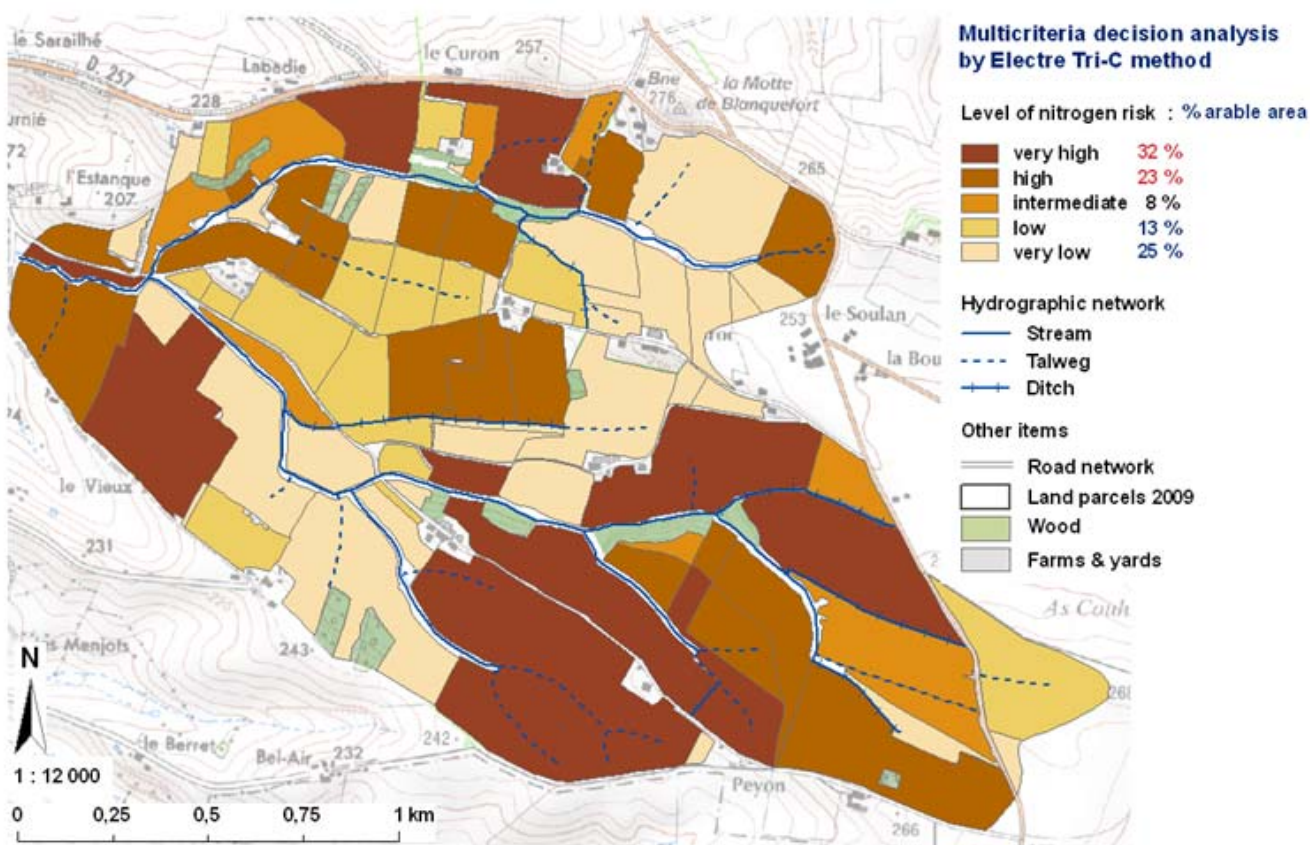 Multicriteria decision analysis
by Electre Tri-C method
Level of nitrogen risk : % arable area
very high 32 %
high 23 %
intermediate 8 %
low 13 %
very low 25 %
Hydrographic network
Stream
Talweg
Ditch
Other items
Road network
Land parcels 2009
Wood
Farms & yards
le Sarailhé
D. 257
Labadie
228
le Curon
257
Bne
276
la Motte
de Blanquefort
265
l'Estanque
207
253
le Soulan
la Bou
le Vieux
231
243
Menjots
242
le Berret
Bel-Air
232
Peyon
266
268
N
1 : 12 000
0 0,25 0,5 0,75 1 km